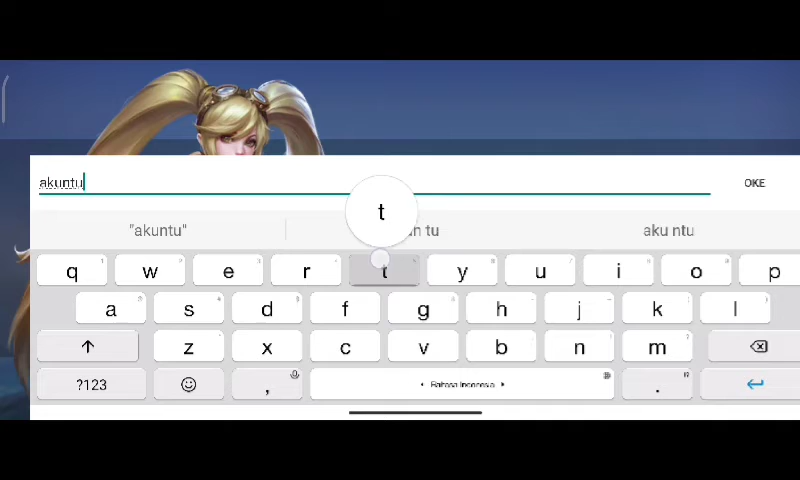 akuntu
OKE
t
"akuntu"
n tu
aku ntu
q w e r t y u i o p
a s d f g h j k l
z x c v b n m
?123 , Bahasa Indonesia .